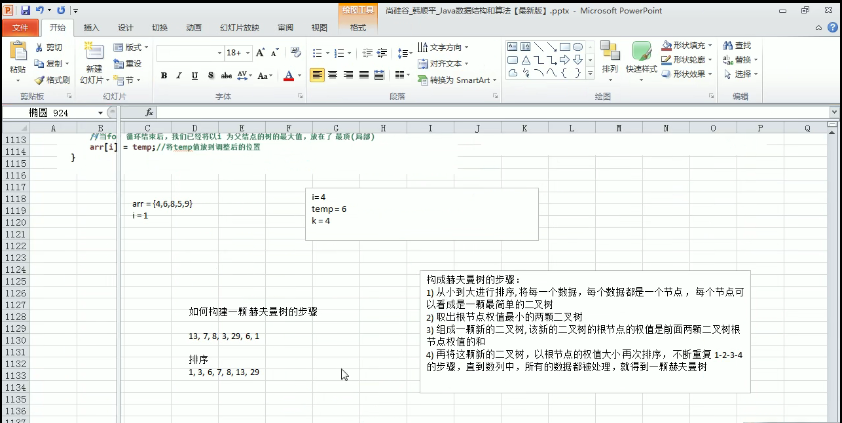 绘图工具
尚硅谷_韩顺平_Java数据结构和算法【最新版】.pptx - Microsoft PowerPoint
文件 开始 插入 设计 切换 动画 幻灯片放映 审阅 视图 格式
剪切 版式 18+ 文字方向 形状填充 查找
粘贴 复制 新建 重设 对齐文本 排列 快速样式 形状轮廓 替换
格式刷 幻灯片 节 B I U S abc AV Aa A 转换为 SmartArt 形状效果 选择
剪贴板 幻灯片 字体 段落 绘图 编辑
椭圆 924 fx
A B C D E F G H I J K L M N O P Q
1113 //当fo 循环结束后，我们已经将以i 为父结点的树的最大值，放在了 最顶(局部)
1114 arr[i] = temp;//将temp值放到调整后的位置
1115 }
1116
1117
1118 arr = {4,6,8,5,9} i= 4
1119 i = 1 temp = 6
1120 k = 4
1121
1122
1123
1124
1125 构成赫夫曼树的步骤：
1126 1) 从小到大进行排序, 将每一个数据，每个数据都是一个节点 ，每个节点可
1127 以看成是一颗最简单的二叉树
1128 如何构建一颗 赫夫曼树的步骤 2) 取出根节点权值最小的两颗二叉树
1129 3) 组成一颗新的二叉树, 该新的二叉树的根节点的权值是前面两颗二叉树根
1130 13, 7, 8, 3, 29, 6, 1 节点权值的和
1131 4) 再将这颗新的二叉树，以根节点的权值大小 再次排序， 不断重复 1-2-3-4
1132 排序 的步骤，直到数列中，所有的数据都被处理，就得到一颗赫夫曼树
1133 1, 3, 6, 7, 8, 13, 29
1134
1135
1136